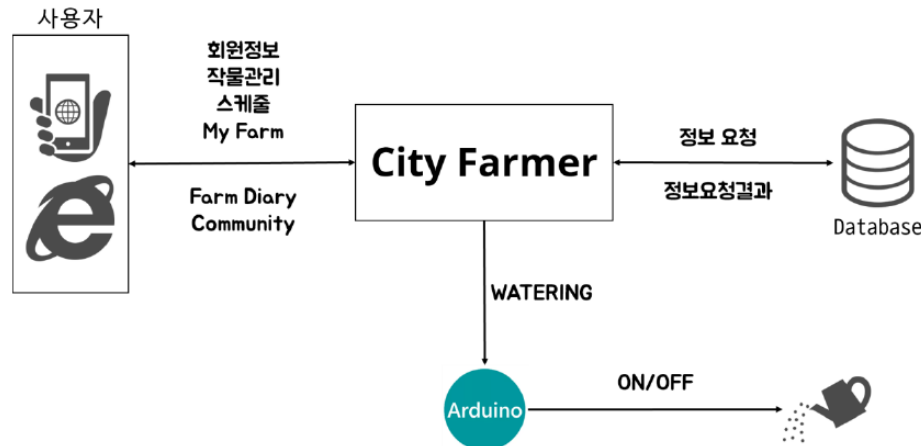 사용자
회원정보
작물관리
스케줄
My Farm
Farm Diary
Community
City Farmer
정보 요청
정보요청결과
Database
WATERING
Arduino
ON/OFF